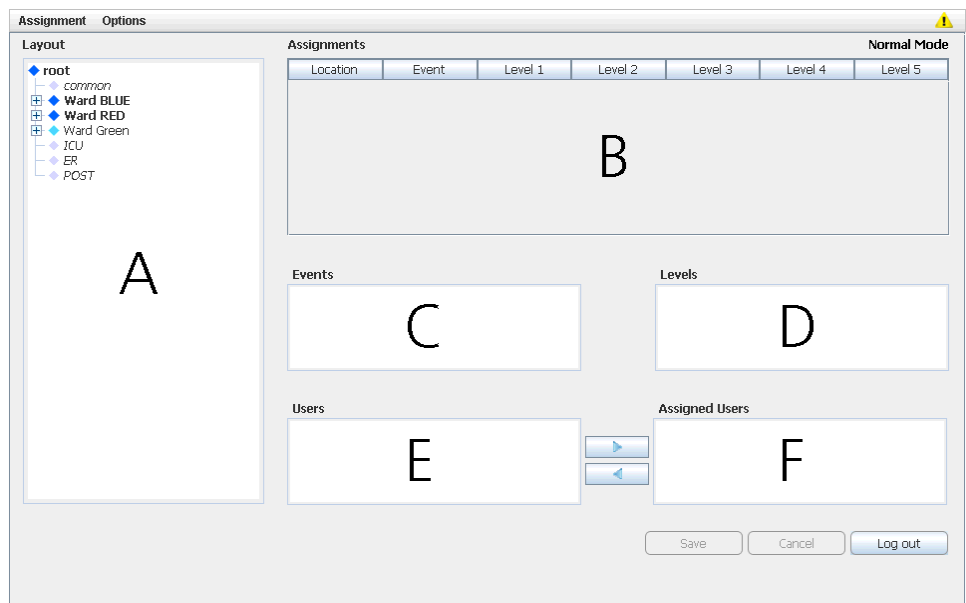 Assignment Options
Layout
Assignments Normal Mode
root
common
Ward BLUE
Ward RED
Ward Green
ICU
ER
POST
A
Location Event Level 1 Level 2 Level 3 Level 4 Level 5
B
Events Levels
C D
Users Assigned Users
E F
Save Cancel Log out